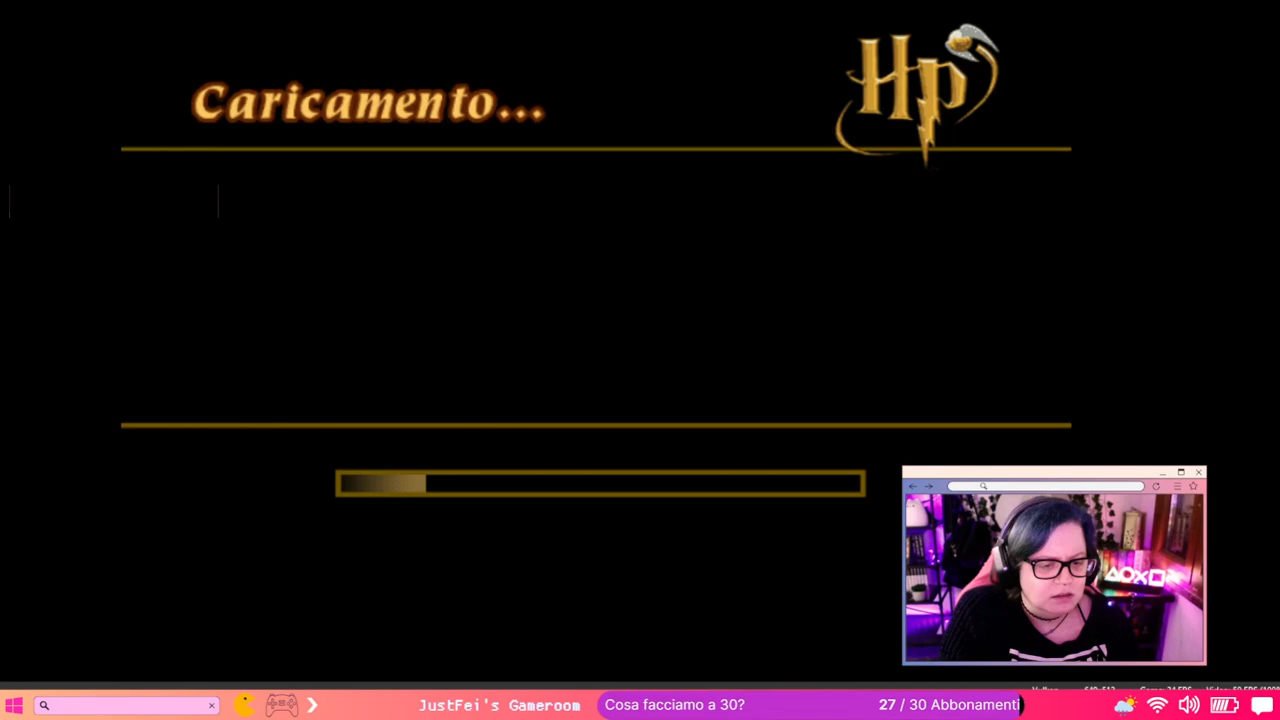 Caricamento...
HP
JustFei's Gameroom
Cosa facciamo a 30?
27 / 30 Abbonamenti